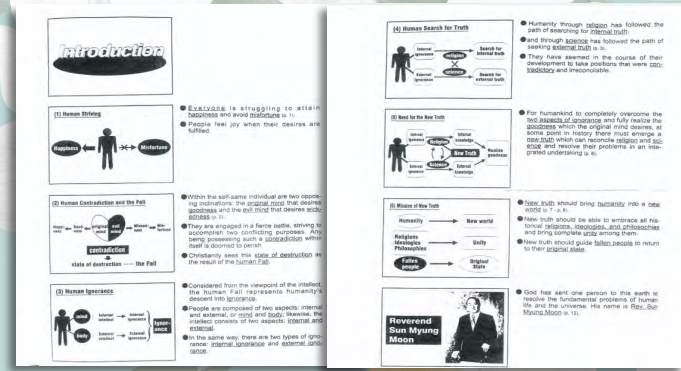 Introduction
(1) Human Striving
Happiness
Misfortune
● Everyone is struggling to attain
happiness and avoid misfortune (p. 1).
● People feel joy when their desires are
fulfilled.
(2) Human Contradiction and the Fall
original
mind
evil
mind
contradiction
state of destruction
the Fall
● Within the self-same individual are two oppos-
ing inclinations: the original mind that desires
goodness and the evil mind that desires wick-
edness (p. 2).
● They are engaged in a fierce battle, striving to
accomplish two conflicting purposes. Any
being possessing such a contradiction within
itself is doomed to perish.
● Christianity sees this state of destruction as
the result of the human Fall.
(3) Human Ignorance
mind
body
Internal
intellect
Internal
ignorance
External
intellect
External
ignorance
Ignor-
ance
● Considered from the viewpoint of the intellect,
the human Fall represents humanity's
descent into ignorance.
● People are composed of two aspects: internal
and external, or mind and body; likewise, the
intellect consists of two aspects: internal and
external.
● In the same way, there are two types of igno-
rance: internal ignorance and external igno-
rance.
(4) Human Search for Truth
Internal
ignorance
religion
Search for
internal truth
External
ignorance
science
Search for
external truth
● Humanity through religion has followed the
path of searching for internal truth.
● and through science has followed the path of
seeking external truth (p. 3).
● They have seemed in the course of their
development to take positions that were con-
tradictory and irreconcilable.
(5) Need for the New Truth
Internal
ignorance
Religion
Internal
knowledge
New Truth
Realize
goodness
External
ignorance
Science
External
knowledge
● For humankind to completely overcome the
two aspects of ignorance and fully realize the
goodness which the original mind desires, at
some point in history there must emerge a
new truth which can reconcile religion and sci-
ence and resolve their problems in an inte-
grated undertaking
(6) Mission of New Truth
Humanity
New world
Religions
Ideologies
Philosophies
Unity
Fallen
people
Original
State
● New truth should bring humanity into a new
world
● New truth should be able to embrace all his-
torical religions, ideologies, and philosophies
and bring complete unity among them.
● New truth should guide fallen people to return
to their original state.
Reverend
Sun Myung
Moon
● God has sent one person to this earth to
resolve the fundamental problems of human
life and the universe. His name is Rev. Sun
Myung Moon